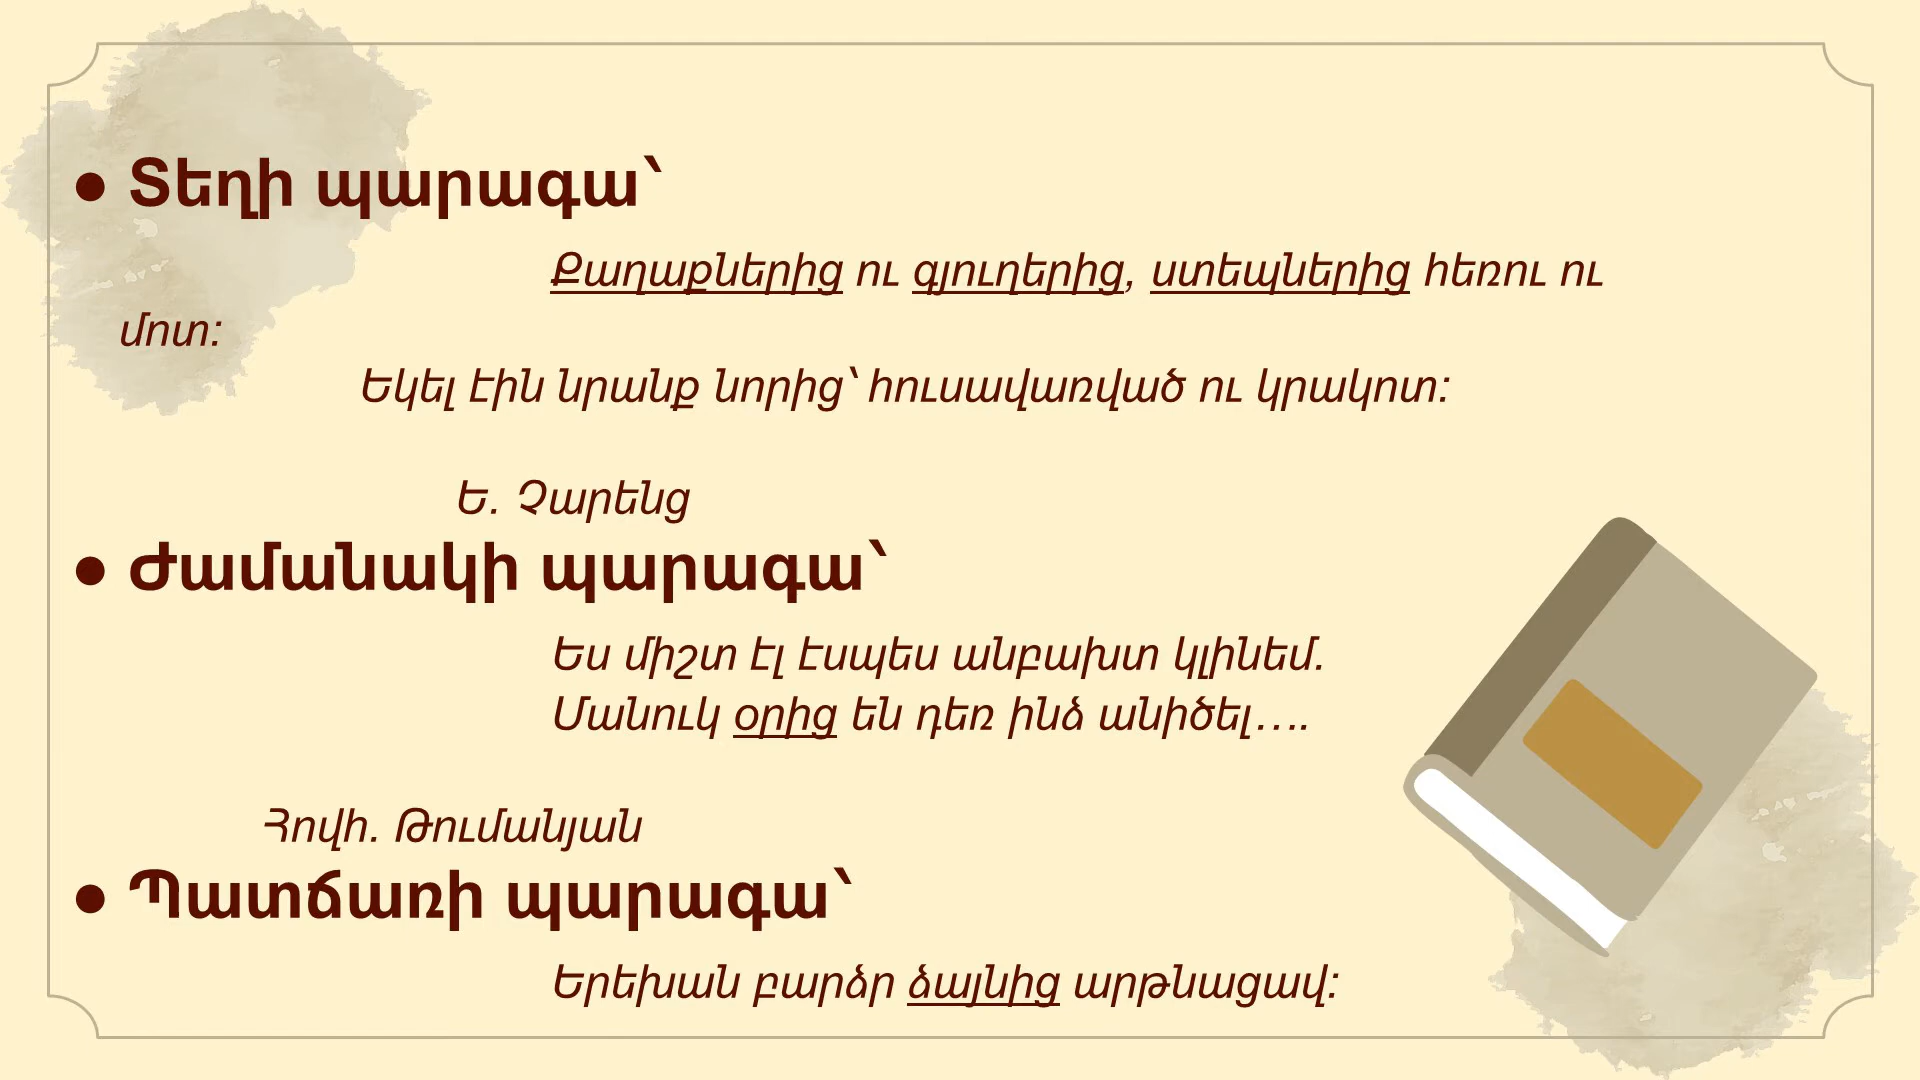 ● Տեղի պարագա՝
Քաղաքներից ու գյուղերից, ստեպներից հեռու ու
մոտ:
Եկել էին նրանք նորից՝ հուսավառված ու կրակոտ:
Ե. Չարենց
● Ժամանակի պարագա՝
Ես միշտ էլ էսպես անբախտ կլինեմ.
Մանուկ օրից են դեռ ինձ անիծել….
Հովհ. Թումանյան
● Պատճառի պարագա՝
Երեխան բարձր ձայնից արթնացավ: